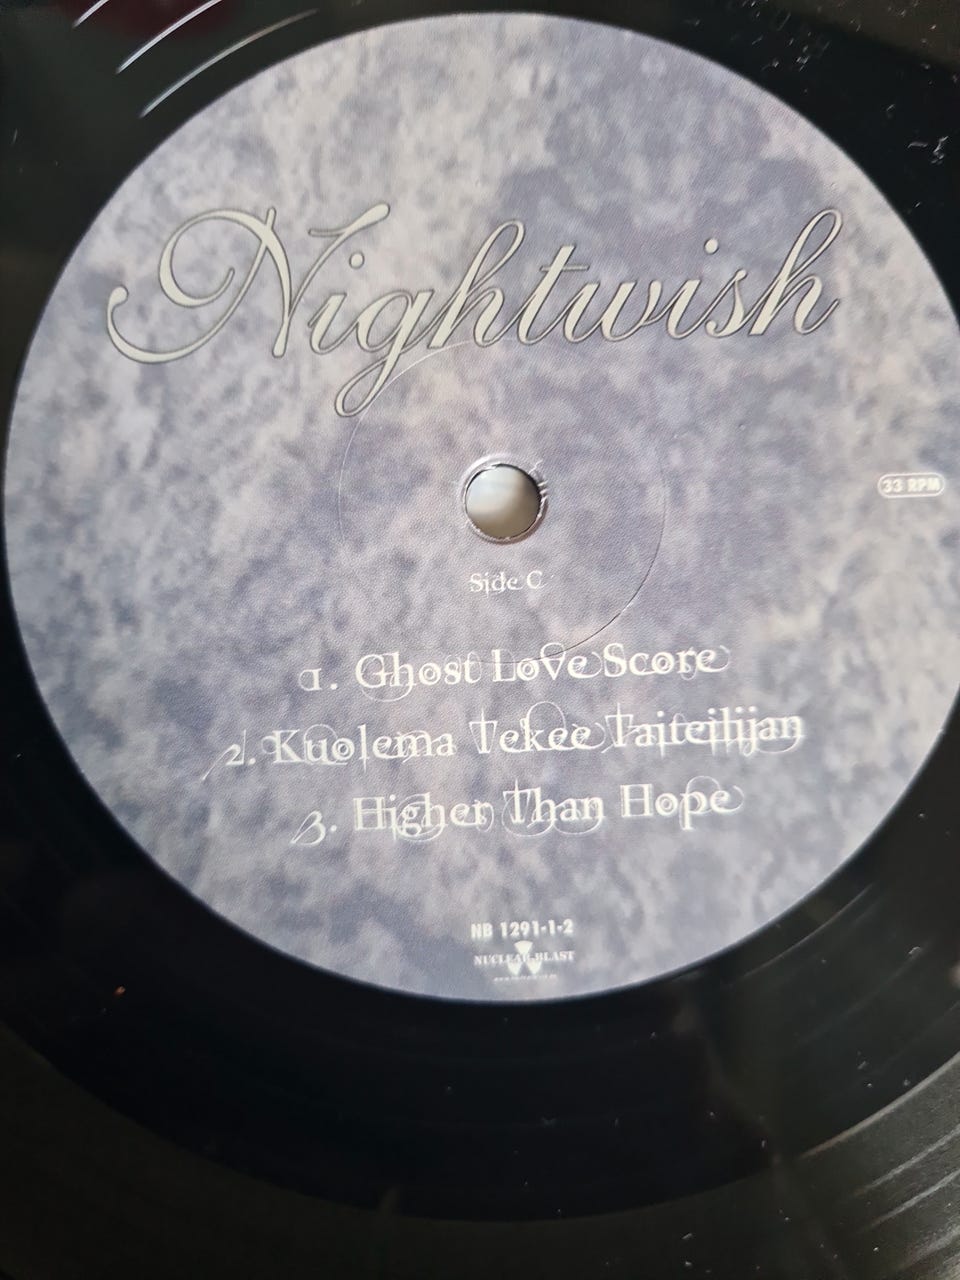 Nightwish
33 RPM
Side C
1. Ghost Love Score
2. Kuolema Tekee Taiteilijan
3. Higher Than Hope
NB 1291-1-2
NUCLEAR BLAST